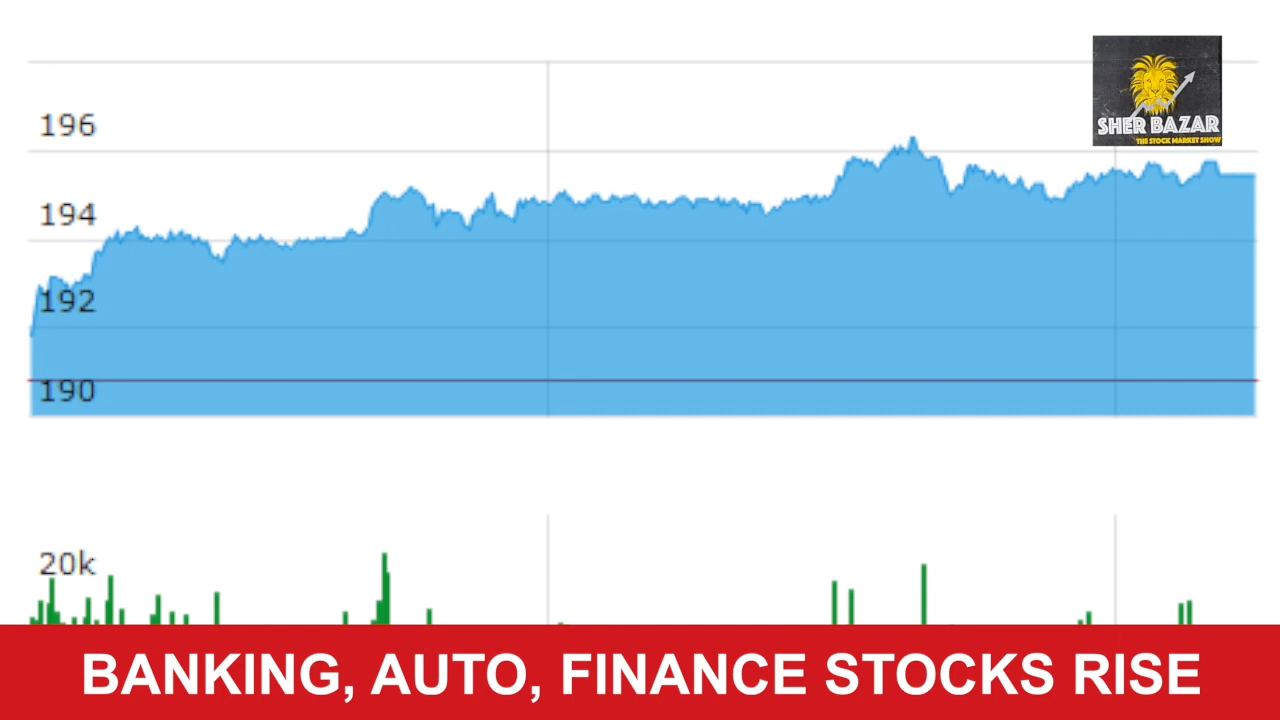 196
SHER BAZAR
THE STOCK MARKET SHOW
194
192
190
20k
BANKING, AUTO, FINANCE STOCKS RISE